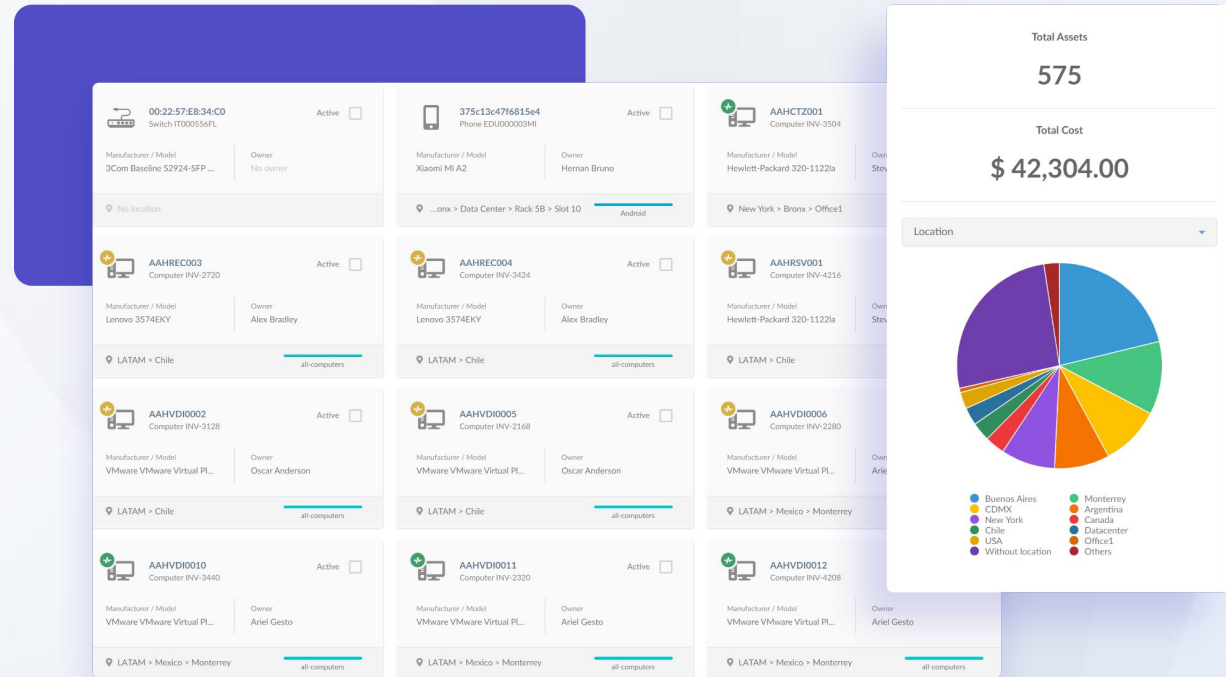 00:22:57:E8:34:C0
Switch IT000556FL
Active
Manufacturer / Model
Owner
3Com Baseline S2924-SFP ...
No owner
No location
375c13c47f6815e4
Phone EDU000003MI
Active
Manufacturer / Model
Owner
Xiaomi Mi A2
Hernan Bruno
...onx > Data Center > Rack 5B > Slot 10
Android
AAHCTZ001
Computer INV-3504
Manufacturer / Model
Hewlett-Packard 320-1122la
New York > Bronx > Office1
AAHREC003
Computer INV-2720
Active
Manufacturer / Model
Owner
Lenovo 3574EKY
Alex Bradley
LATAM > Chile
all-computers
AAHREC004
Computer INV-3424
Active
Manufacturer / Model
Owner
Lenovo 3574EKY
Alex Bradley
LATAM > Chile
all-computers
AAHRSV001
Computer INV-4216
Manufacturer / Model
Hewlett-Packard 320-1122la
LATAM > Chile
AAHVDI0002
Computer INV-3128
Active
Manufacturer / Model
Owner
VMware VMware Virtual Pl...
Oscar Anderson
LATAM > Chile
all-computers
AAHVDI0005
Computer INV-2168
Active
Manufacturer / Model
Owner
VMware VMware Virtual Pl...
Oscar Anderson
LATAM > Chile
all-computers
AAHVDI0006
Computer INV-2280
Manufacturer / Model
VMware VMware Virtual Pl...
LATAM > Mexico > Monterrey
AAHVDI0010
Computer INV-3440
Active
Manufacturer / Model
Owner
VMware VMware Virtual Pl...
Ariel Gesto
LATAM > Mexico > Monterrey
all-computers
AAHVDI0011
Computer INV-2320
Active
Manufacturer / Model
Owner
VMware VMware Virtual Pl...
Ariel Gesto
LATAM > Mexico > Monterrey
all-computers
AAHVDI0012
Computer INV-4208
Manufacturer / Model
Owner
VMware VMware Virtual Pl...
Ariel Gesto
LATAM > Mexico > Monterrey
all-computers
Total Assets
575
Total Cost
$ 42,304.00
Location
Buenos Aires
Monterrey
CDMX
Argentina
New York
Canada
Chile
Datacenter
USA
Office1
Without location
Others